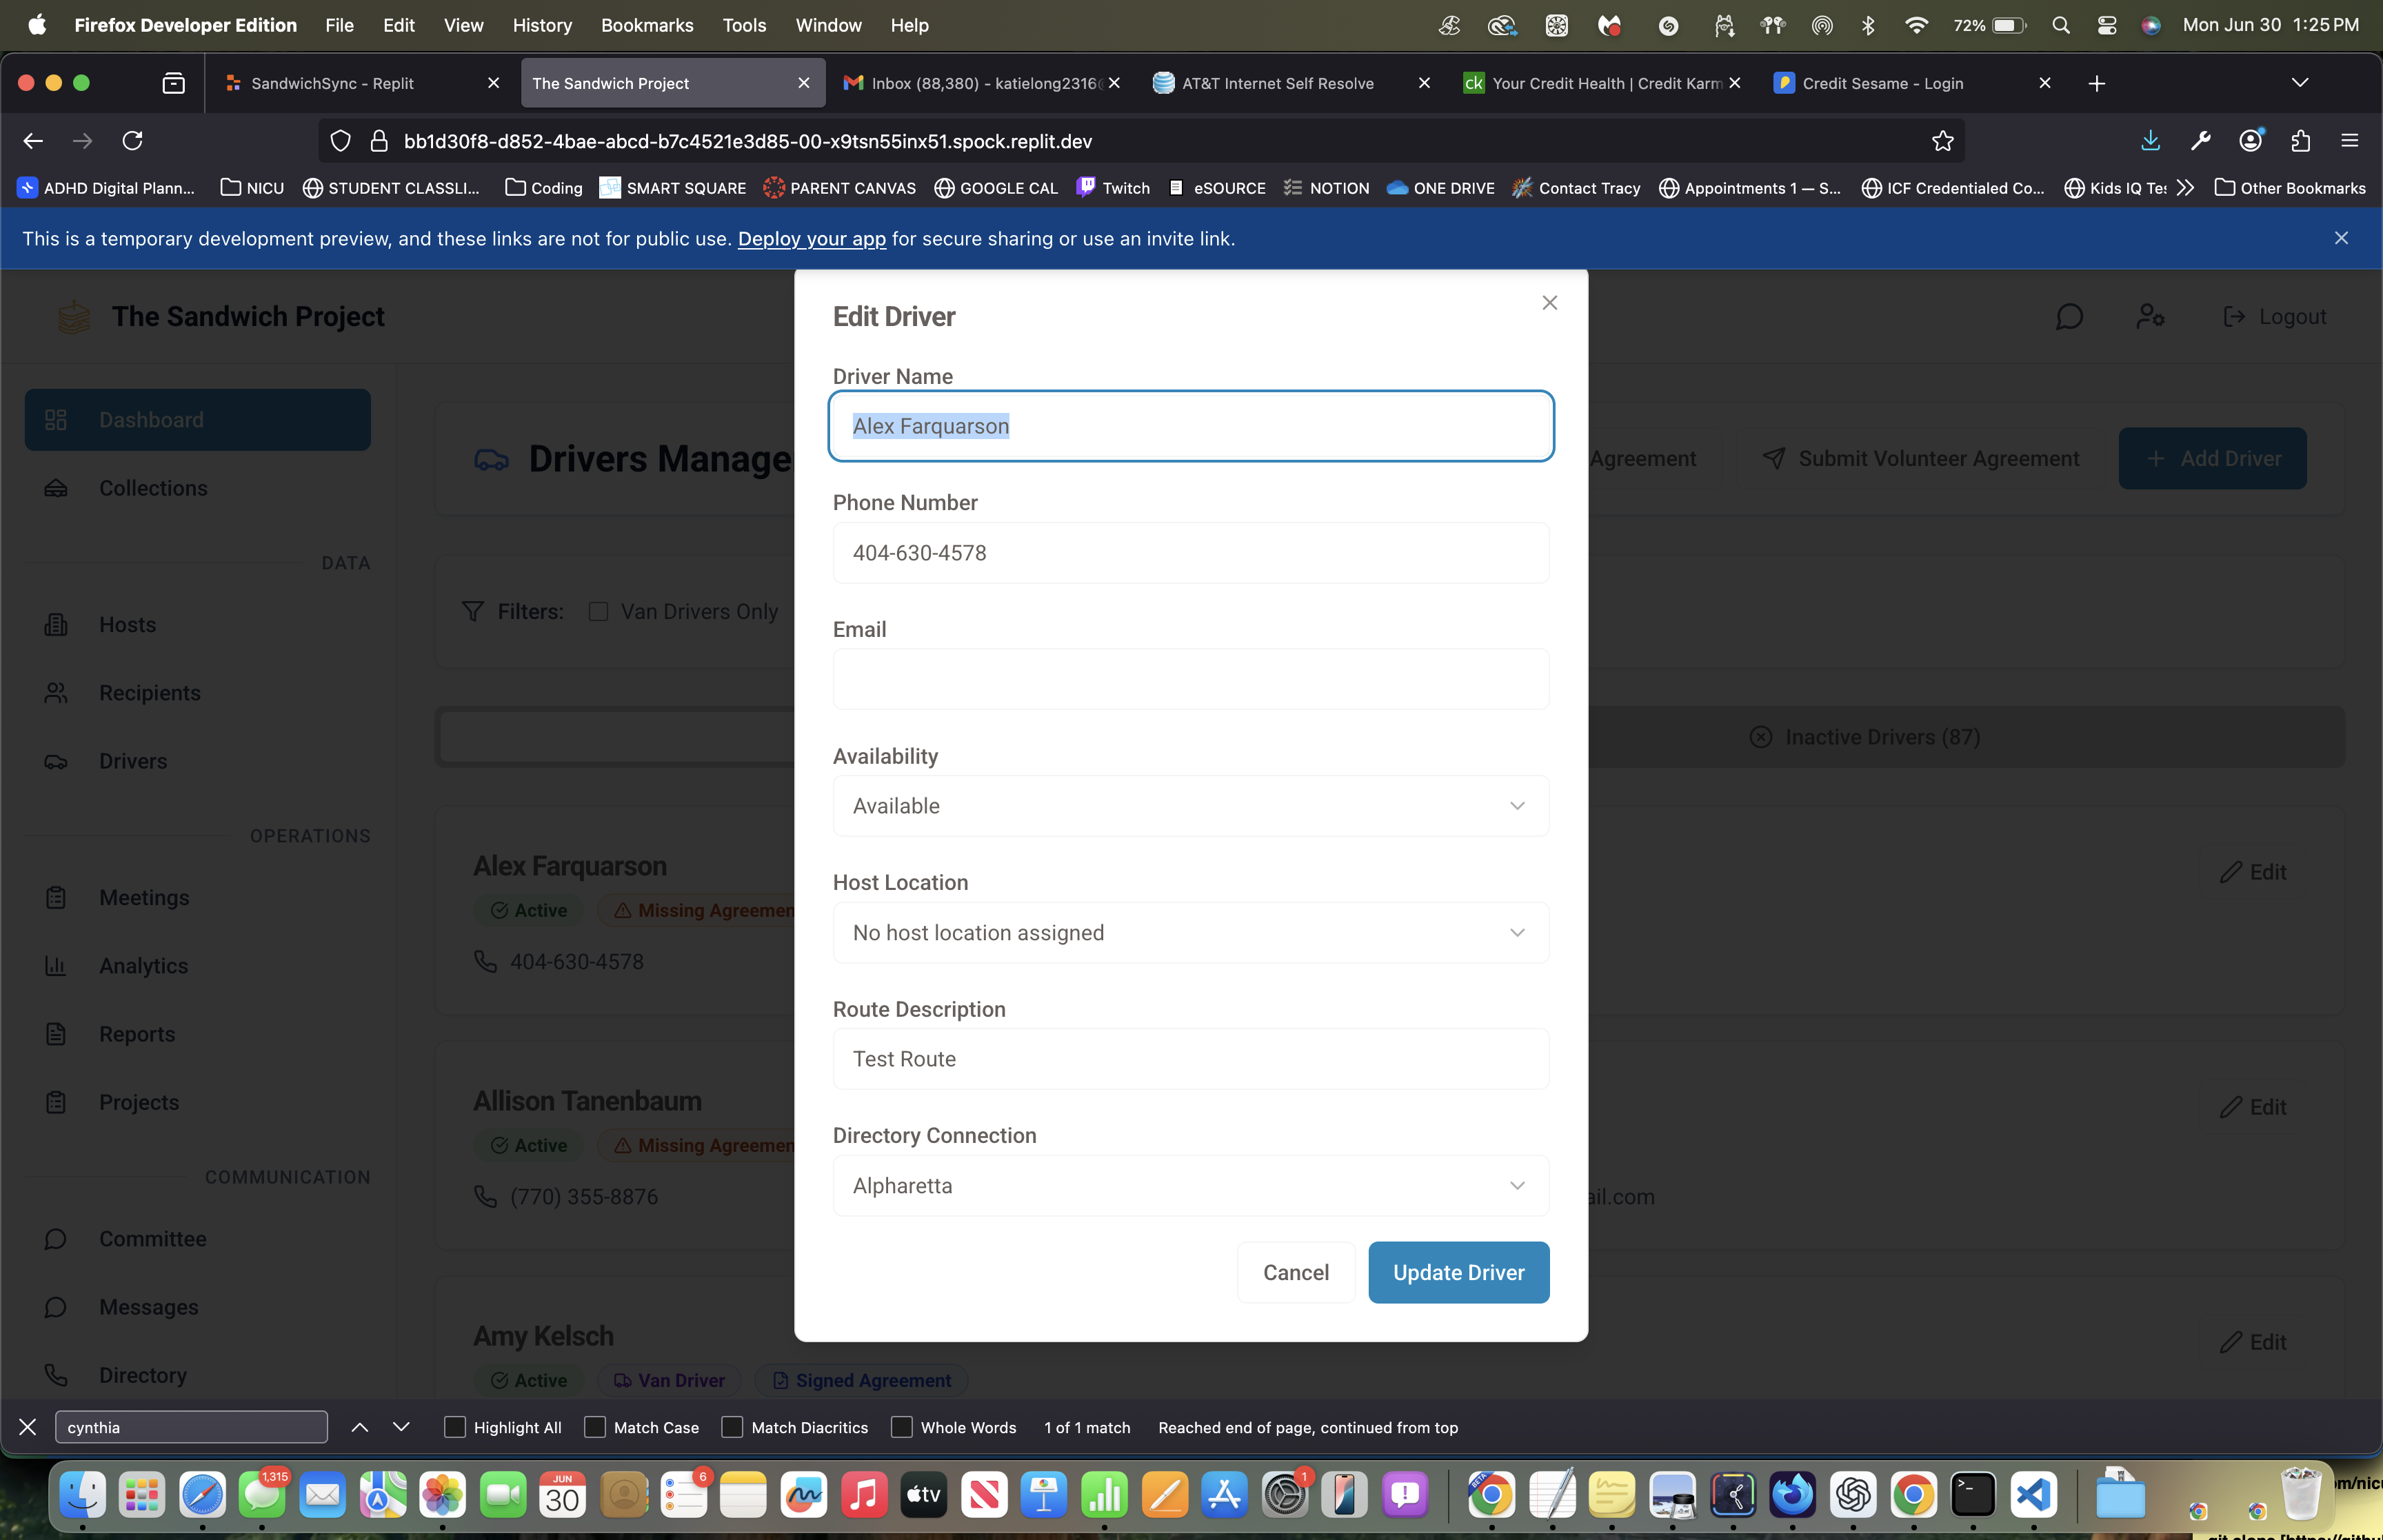 Firefox Developer Edition File Edit View History Bookmarks Tools Window Help 72% Mon Jun 30 1:25 PM
SandwichSync - Replit The Sandwich Project Inbox (88,380) - katielong2316 AT&T Internet Self Resolve ck Your Credit Health | Credit Karm Credit Sesame - Login
bb1d30f8-d852-4bae-abcd-b7c4521e3d85-00-x9tsn55inx51.spock.replit.dev
ADHD Digital Plann... NICU STUDENT CLASSLI... Coding SMART SQUARE PARENT CANVAS GOOGLE CAL Twitch eSOURCE NOTION ONE DRIVE Contact Tracy Appointments 1 — S... ICF Credentialed Co... Kids IQ Tes Other Bookmarks
This is a temporary development preview, and these links are not for public use. Deploy your app for secure sharing or use an invite link.
The Sandwich Project
Logout
Dashboard
Collections
DATA
Hosts
Recipients
Drivers
OPERATIONS
Meetings
Analytics
Reports
Projects
COMMUNICATION
Committee
Messages
Directory
Drivers Manage
Agreement
Submit Volunteer Agreement
Add Driver
Filters: Van Drivers Only
Inactive Drivers (87)
Alex Farquarson
Active Missing Agreemen
404-630-4578
Edit
Allison Tanenbaum
Active Missing Agreemen
(770) 355-8876
ail.com
Edit
Amy Kelsch
Active Van Driver Signed Agreement
Edit
Edit Driver
Driver Name
Alex Farquarson
Phone Number
404-630-4578
Email
Availability
Available
Host Location
No host location assigned
Route Description
Test Route
Directory Connection
Alpharetta
Cancel Update Driver
cynthia Highlight All Match Case Match Diacritics Whole Words 1 of 1 match Reached end of page, continued from top
1,315 JUN 30 6 tv 1
om/nicu